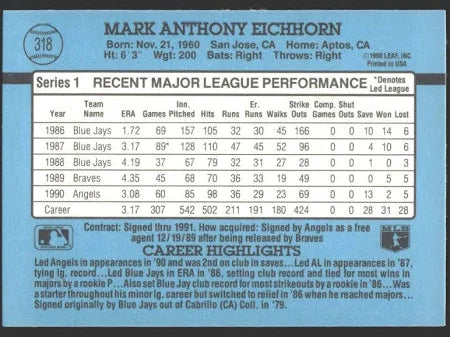 318
MARK ANTHONY EICHHORN
Born: Nov. 21, 1960 San Jose, CA Home: Aptos, CA
Ht: 6'3" Wgt: 200 Bats: Right Throws: Right
©1990 LEAF, INC.
Printed in USA
Series 1 RECENT MAJOR LEAGUE PERFORMANCE *Denotes Led League
Year Team Name ERA Games Inn. Pitched Hits Runs Er. Runs Walks Strike Outs Comp. Games Shut Outs Save Won Lost
1986 Blue Jays 1.72 69 157 105 32 30 45 166 0 0 10 14 6
1987 Blue Jays 3.17 89* 128 110 47 45 52 96 0 0 4 10 6
1988 Blue Jays 4.19 37 67 79 32 31 27 28 0 0 1 0 3
1989 Braves 4.35 45 68 70 36 33 19 49 0 0 0 5 5
1990 Angels 3.08 60 85 98 36 29 23 69 0 0 13 2 5
Career 3.17 307 542 502 211 191 180 424 0 0 28 31 28
Contract: Signed thru 1991. How acquired: Signed by Angels as a free
agent 12/19/89 after being released by Braves
CAREER HIGHLIGHTS
MLB
Led Angels in appearances in '90 and was 2nd on club in saves...Led AL in appearances in '87,
tying lg. record...Led Blue Jays in ERA in '86, setting club record and tied for most wins in
majors by a rookie P...Also set Blue Jay club record for most strikeouts by a rookie in '86...Was
a starter throughout his minor lg. career but switched to relief in '86 when he reached majors...
Signed originally by Blue Jays out of Cabrillo (CA) Coll. in '79.